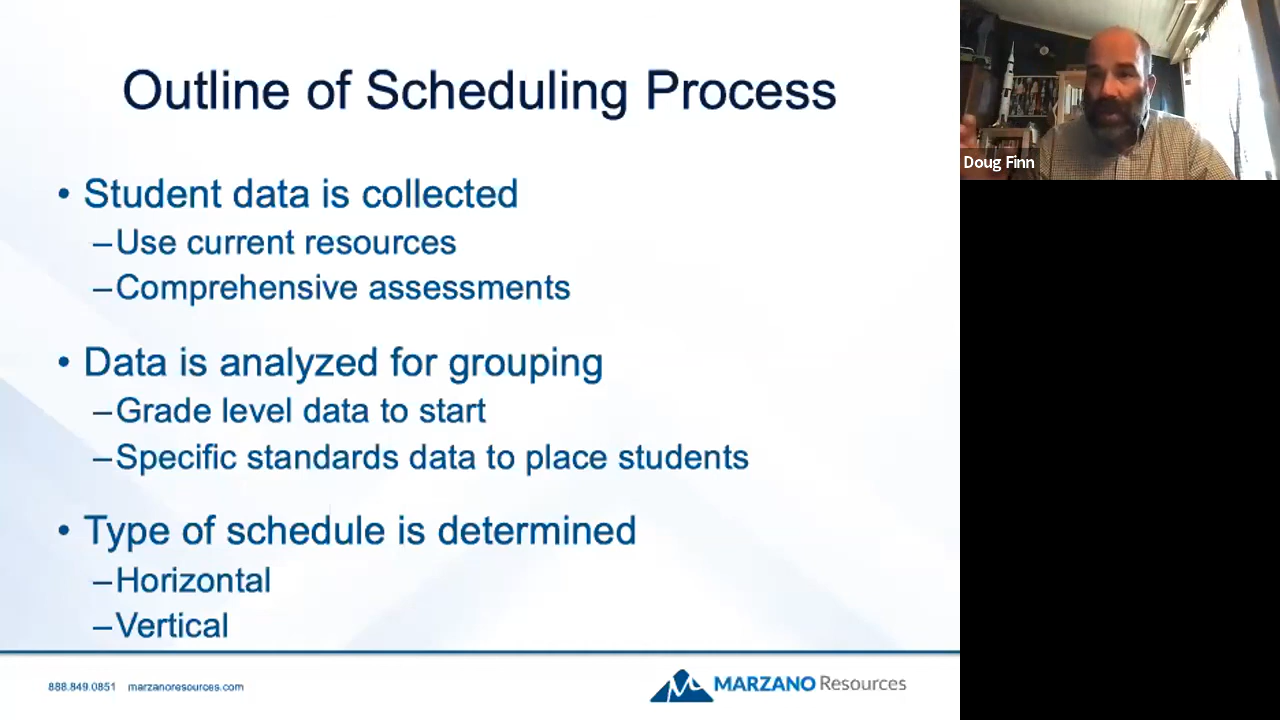 Outline of Scheduling Process
• Student data is collected
–Use current resources
–Comprehensive assessments
• Data is analyzed for grouping
–Grade level data to start
–Specific standards data to place students
• Type of schedule is determined
–Horizontal
–Vertical
888.849.0851 marzanoresources.com
MARZANO Resources
Doug Finn